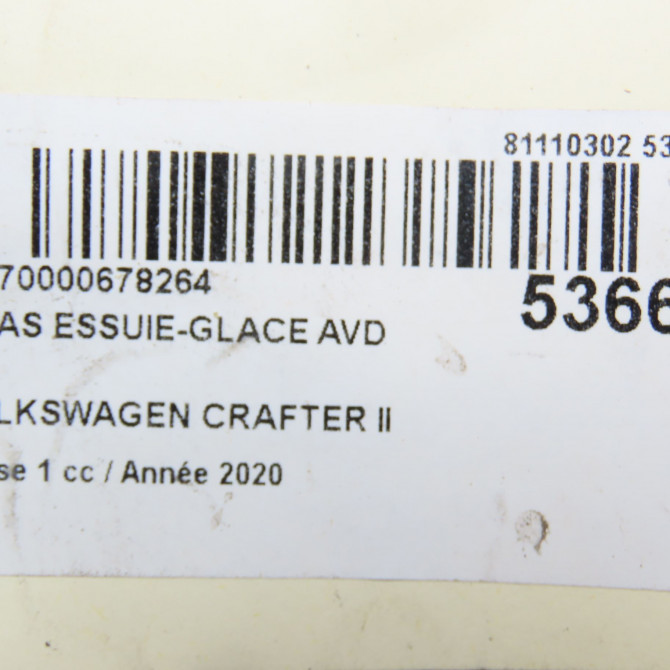 81110302 53
70000678264
5366
AS ESSUIE-GLACE AVD
LKSWAGEN CRAFTER II
se 1 cc / Année 2020